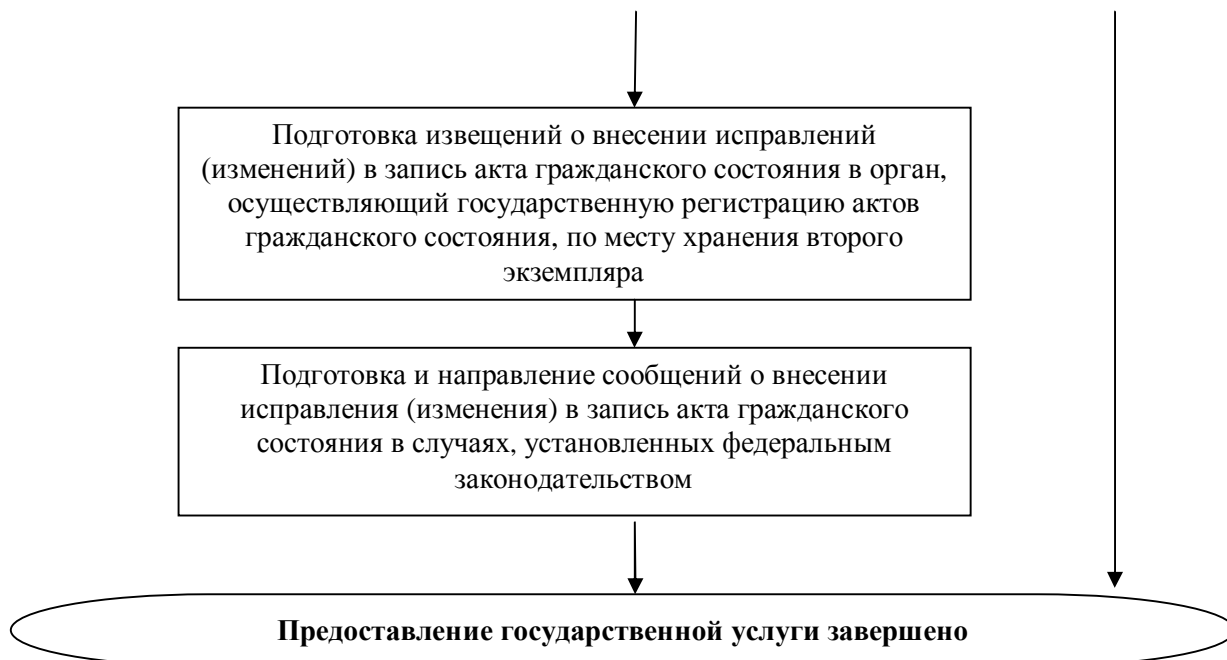 Подготовка извещений о внесении исправлений
(изменений) в запись акта гражданского состояния в орган,
осуществляющий государственную регистрацию актов
гражданского состояния, по месту хранения второго
экземпляра
Подготовка и направление сообщений о внесении
исправления (изменения) в запись акта гражданского
состояния в случаях, установленных федеральным
законодательством
Предоставление государственной услуги завершено